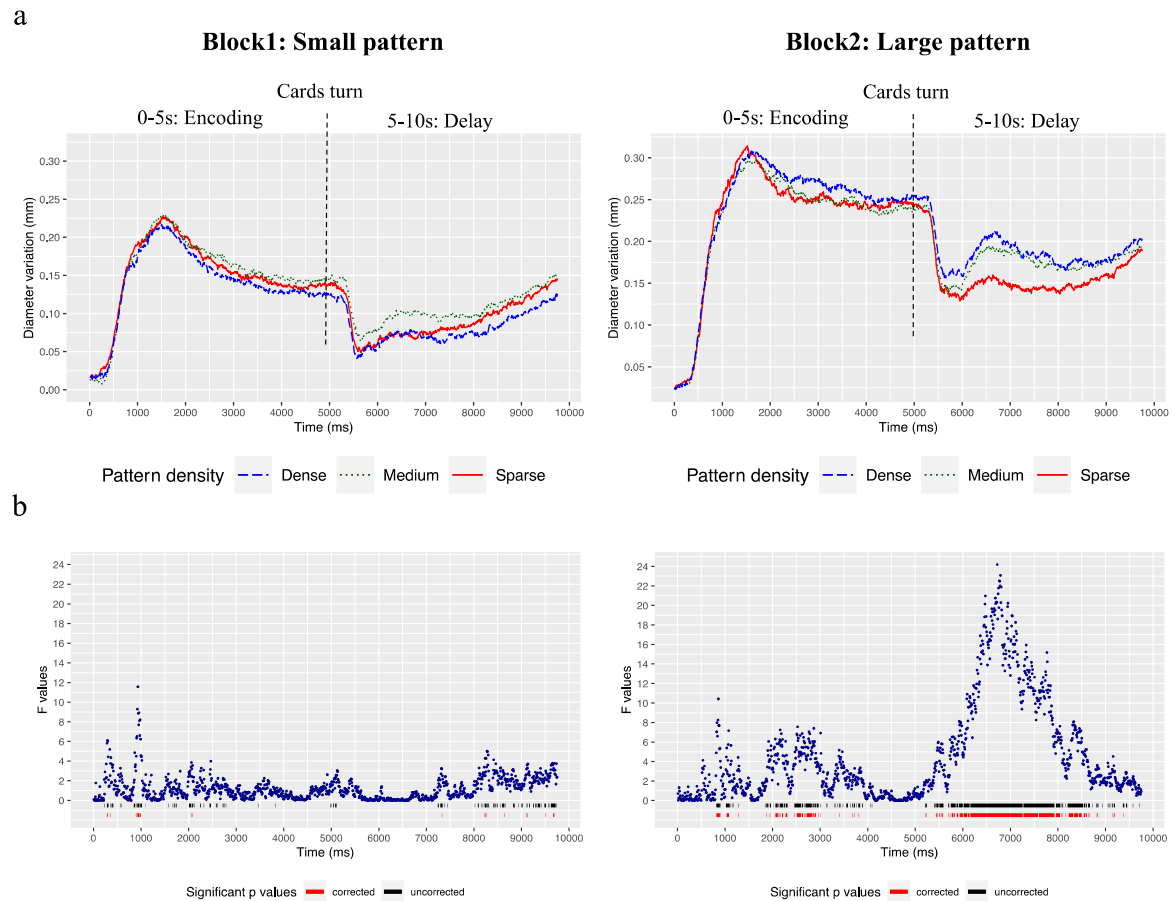 a
Block1: Small pattern
Block2: Large pattern
Cards turn
0-5s: Encoding
5-10s: Delay
Diameter variation (mm)
0.30
0.25
0.20
0.15
0.10
0.05
0.00
0 1000 2000 3000 4000 5000 6000 7000 8000 9000 10000
Time (ms)
Pattern density Dense Medium Sparse
Cards turn
0-5s: Encoding
5-10s: Delay
Diameter variation (mm)
0.30
0.25
0.20
0.15
0.10
0.05
0 1000 2000 3000 4000 5000 6000 7000 8000 9000 10000
Time (ms)
Pattern density Dense Medium Sparse
b
F values
24
22
20
18
16
14
12
10
8
6
4
2
0
0 1000 2000 3000 4000 5000 6000 7000 8000 9000 10000
Time (ms)
Significant p values corrected uncorrected
F values
24
22
20
18
16
14
12
10
8
6
4
2
0
0 1000 2000 3000 4000 5000 6000 7000 8000 9000 10000
Time (ms)
Significant p values corrected uncorrected